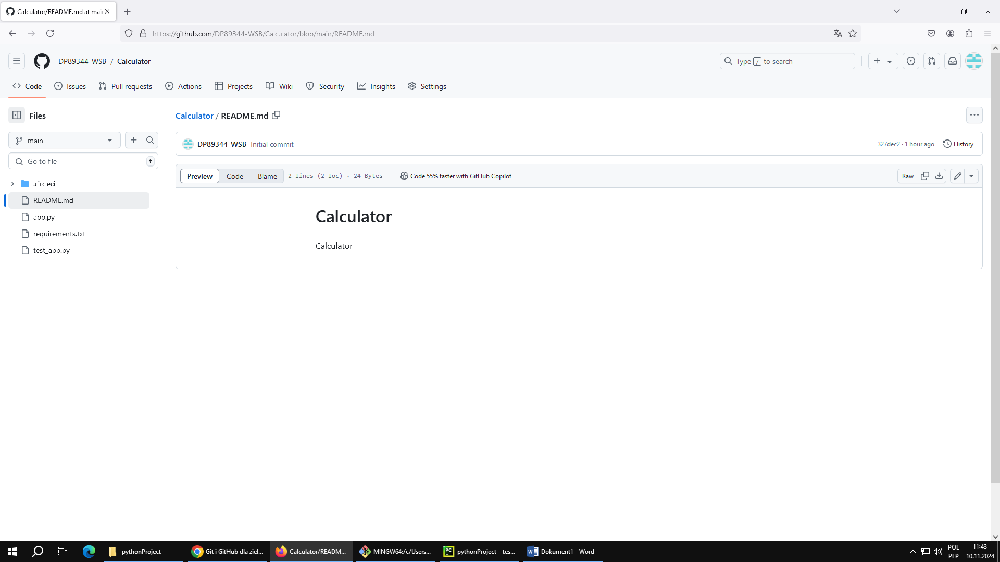 Calculator/README.md at mai
https://github.com/DP89344-WSB/Calculator/blob/main/README.md
DP89344-WSB / Calculator
Type / to search
Code
Issues
Pull requests
Actions
Projects
Wiki
Security
Insights
Settings
Files
main
Go to file
t
.circleci
README.md
app.py
requirements.txt
test_app.py
Calculator / README.md
DP89344-WSB Initial commit
327dec2 · 1 hour ago
History
Preview
Code
Blame
2 lines (2 loc) · 24 Bytes
Code 55% faster with GitHub Copilot
Raw
Calculator
Calculator
pythonProject
Git i GitHub dla ziel...
Calculator/READM...
MINGW64:/c/Users...
PC
pythonProject – tes...
Dokument1 - Word
POL
PLP
11:43
10.11.2024